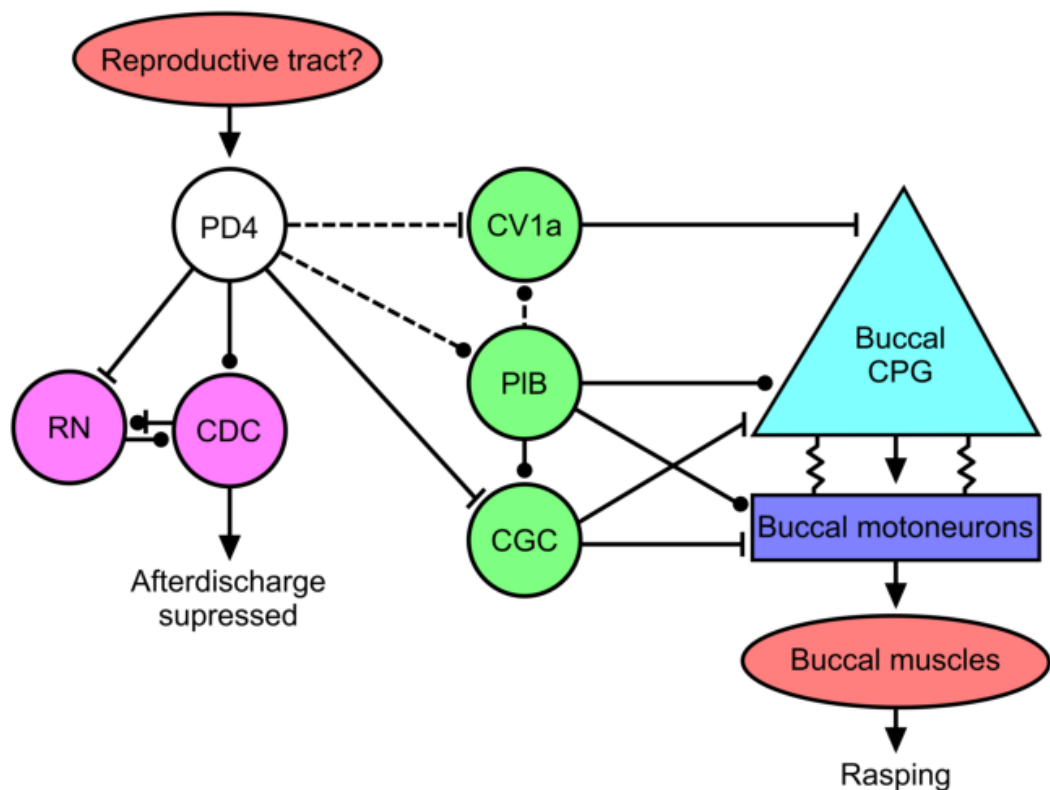 Reproductive tract?
PD4
CV1a
Buccal
CPG
PlB
RN
CDC
CGC
Buccal motoneurons
Afterdischarge
supressed
Buccal muscles
Rasping